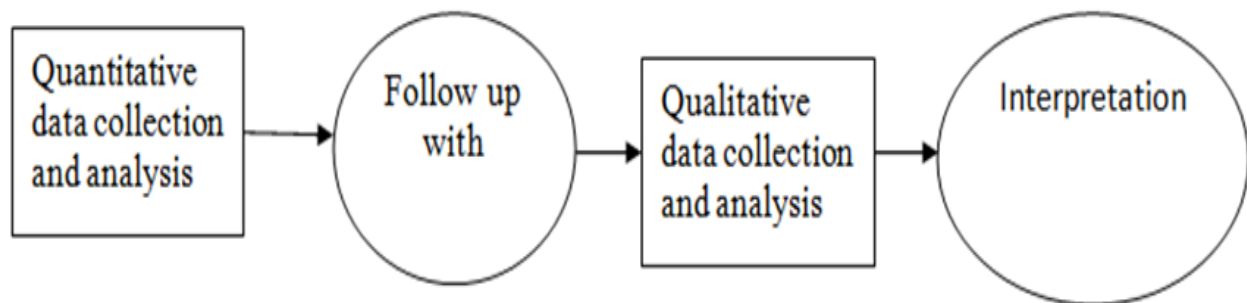 Quantitative
data collection
and analysis
Follow up
with
Qualitative
data collection
and analysis
Interpretation